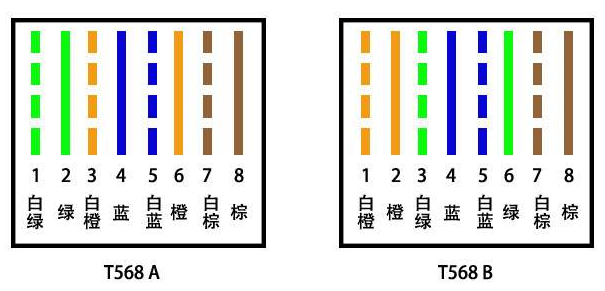 1 2 3 4 5 6 7 8
白绿 绿 白橙 蓝 白蓝 橙 白棕 棕
T568 A
1 2 3 4 5 6 7 8
白橙 橙 白绿 蓝 白蓝 绿 白棕 棕
T568 B